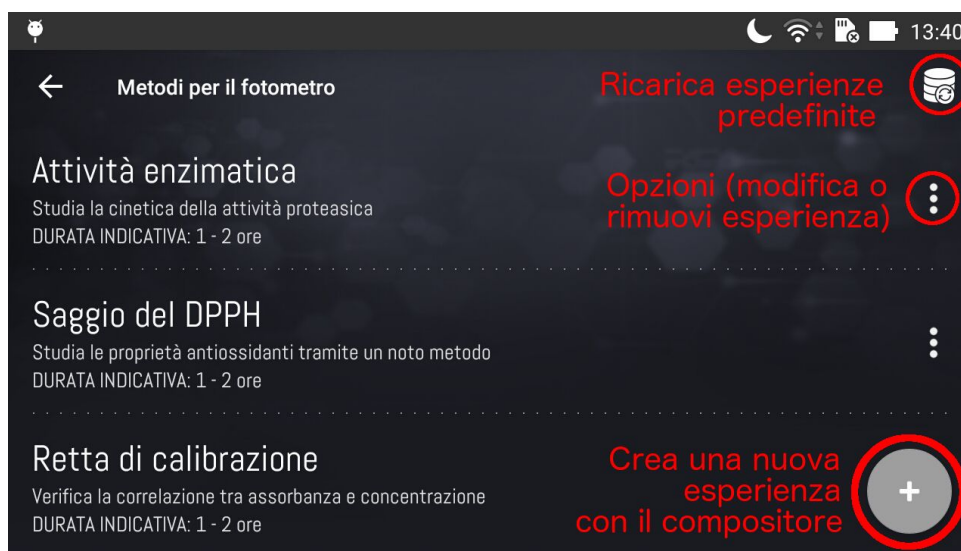 13:40
Metodi per il fotometro
Ricarica esperienze
predefinite
Attività enzimatica
Studia la cinetica della attività proteasica
DURATA INDICATIVA: 1 - 2 ore
Opzioni (modifica o
rimuovi esperienza)
Saggio del DPPH
Studia le proprietà antiossidanti tramite un noto metodo
DURATA INDICATIVA: 1 - 2 ore
Retta di calibrazione
Verifica la correlazione tra assorbanza e concentrazione
DURATA INDICATIVA: 1 - 2 ore
Crea una nuova
esperienza
con il compositore